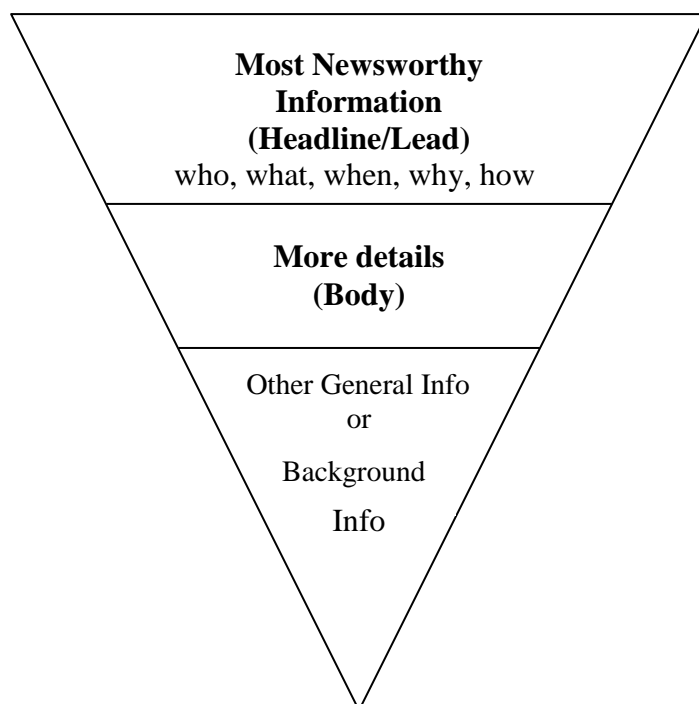 Most Newsworthy
Information
(Headline/Lead)
who, what, when, why, how
More details
(Body)
Other General Info
or
Background
Info